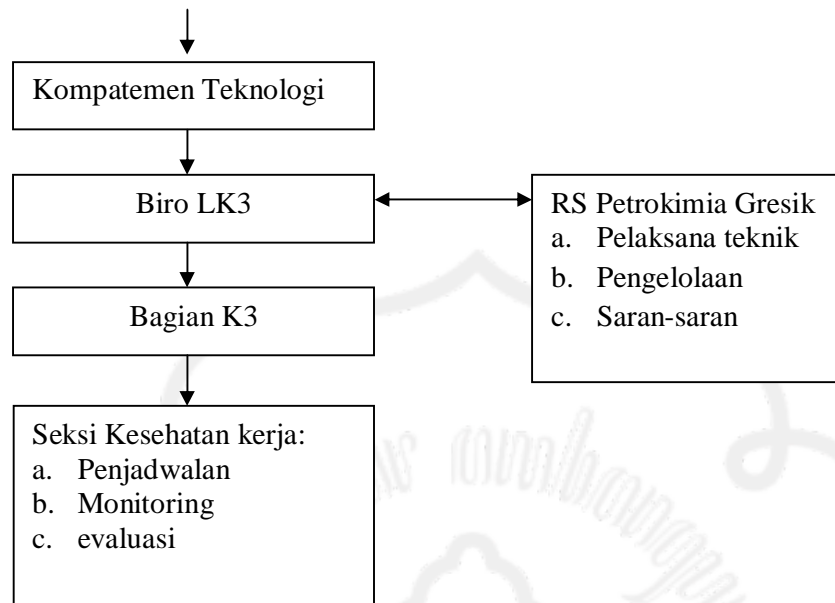 Kompatemen Teknologi
Biro LK3
RS Petrokimia Gresik
a. Pelaksana teknik
b. Pengelolaan
c. Saran-saran
Bagian K3
Seksi Kesehatan kerja:
a. Penjadwalan
b. Monitoring
c. evaluasi